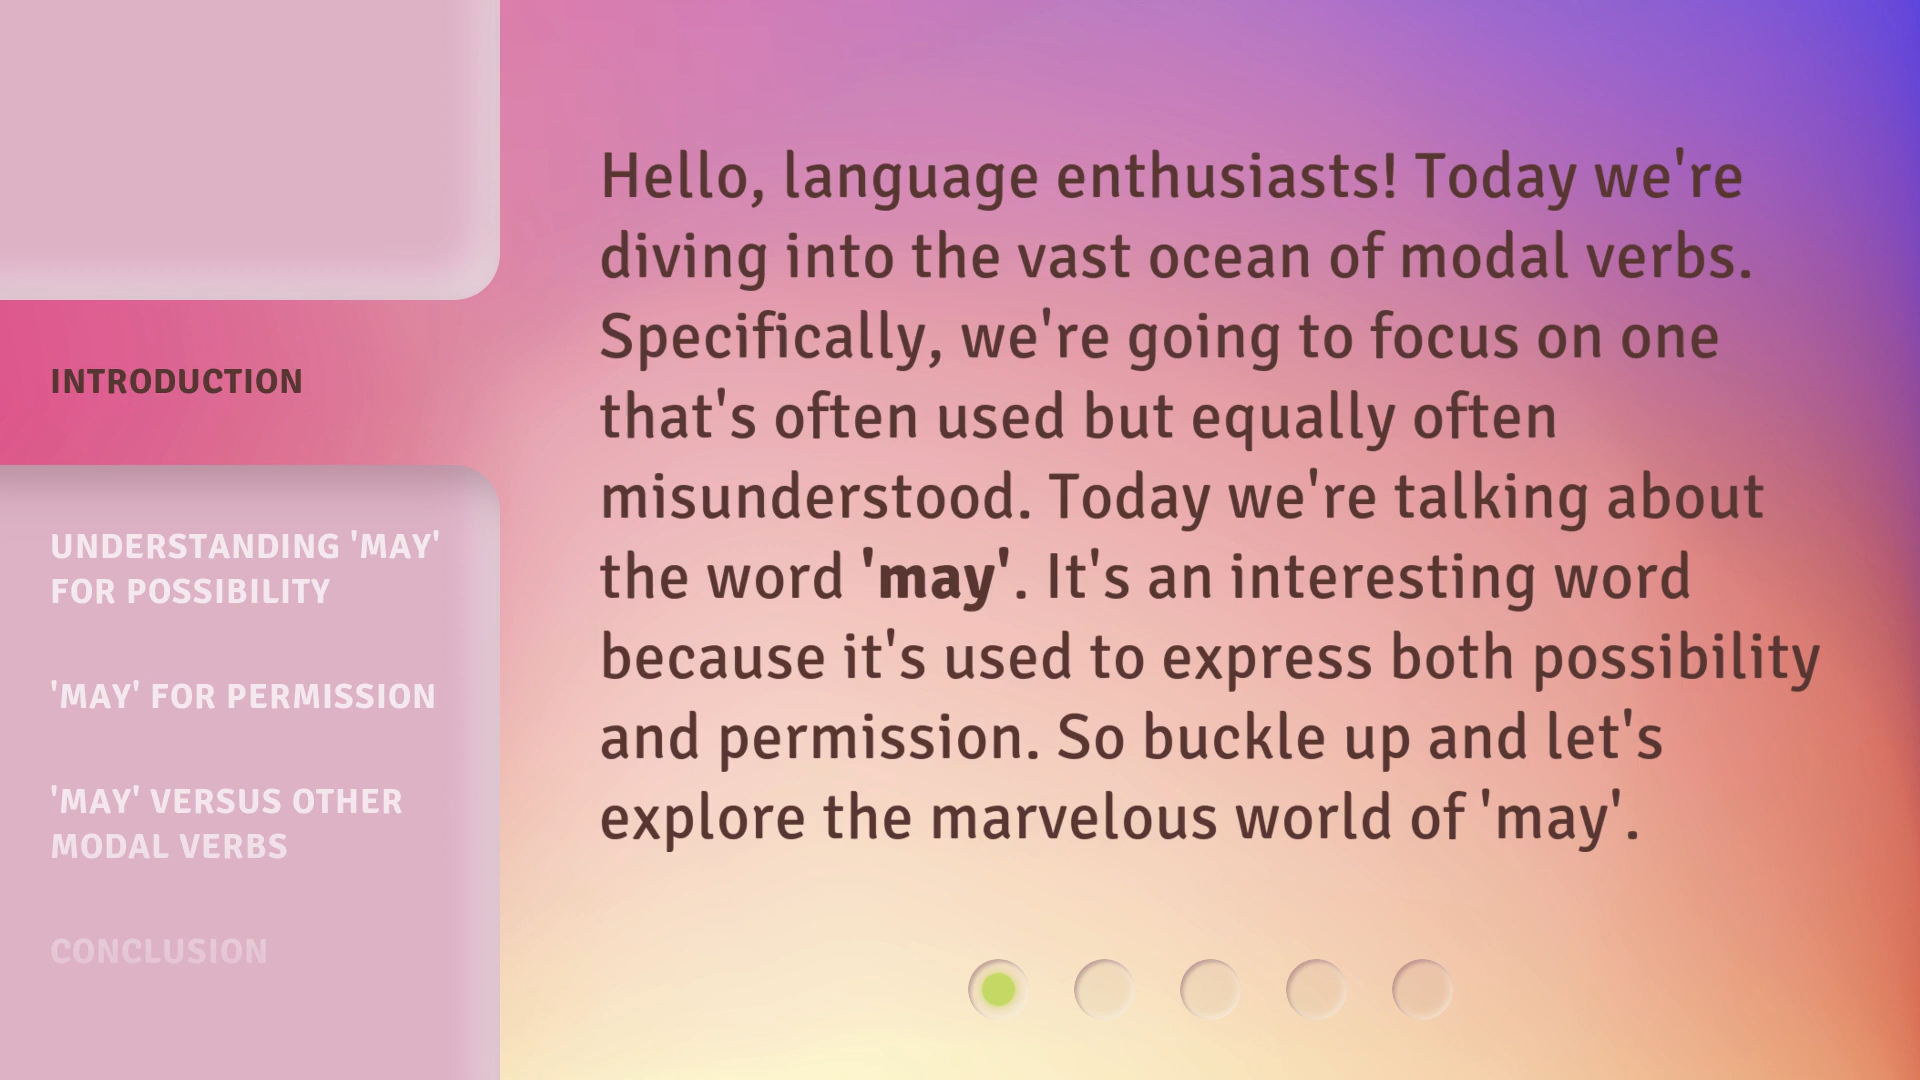 INTRODUCTION
UNDERSTANDING 'MAY'
FOR POSSIBILITY
'MAY' FOR PERMISSION
'MAY' VERSUS OTHER
MODAL VERBS
CONCLUSION
Hello, language enthusiasts! Today we're
diving into the vast ocean of modal verbs.
Specifically, we're going to focus on one
that's often used but equally often
misunderstood. Today we're talking about
the word 'may'. It's an interesting word
because it's used to express both possibility
and permission. So buckle up and let's
explore the marvelous world of 'may'.